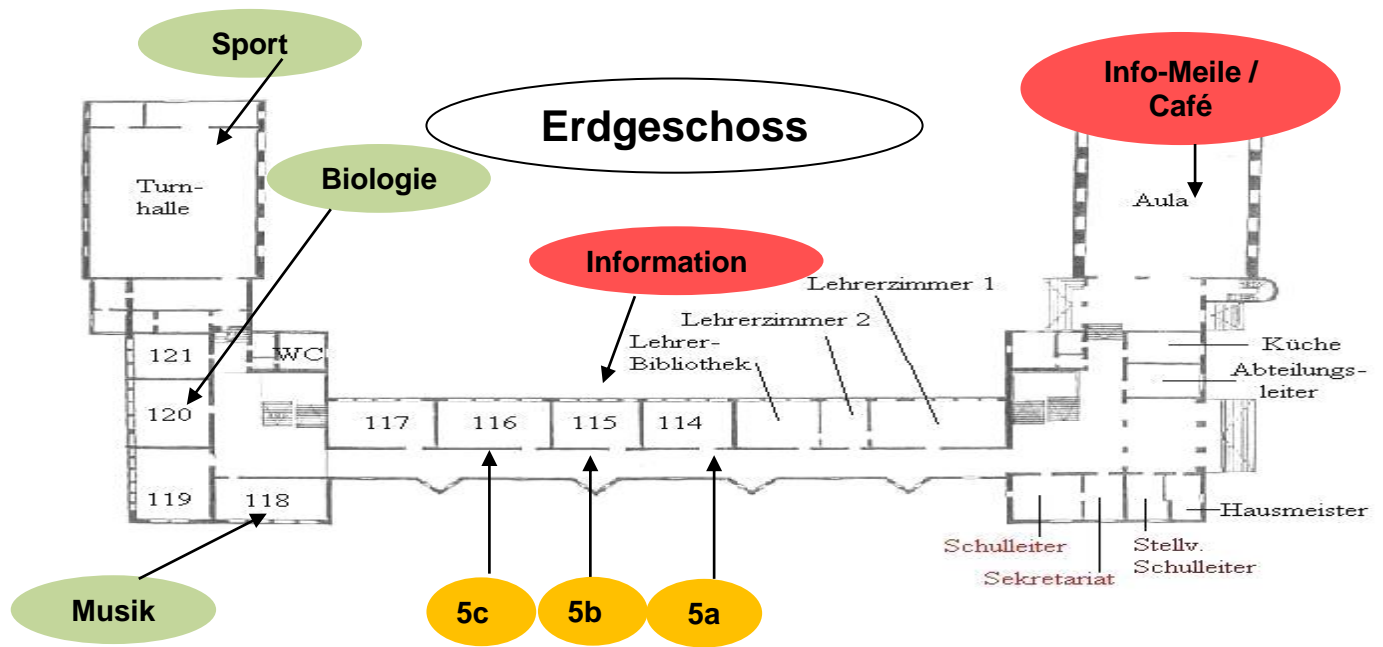 Sport
Info-Meile /
Café
Erdgeschoss
Biologie
Turn-
halle
Aula
Information
Lehrerzimmer 1
Lehrerzimmer 2
Lehrer-
Bibliothek
121
WC
Küche
Abteilungs-
leiter
120
117
116
115
114
119
118
Hausmeister
Schulleiter
Stellv.
Schulleiter
Sekretariat
Musik
5c
5b
5a